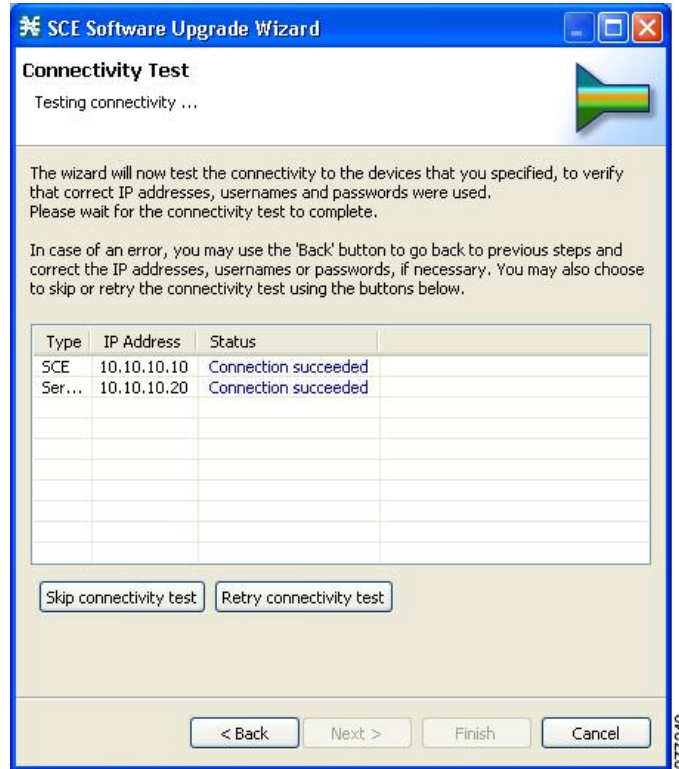 SCE Software Upgrade Wizard
Connectivity Test
Testing connectivity ...
The wizard will now test the connectivity to the devices that you specified, to verify
that correct IP addresses, usernames and passwords were used.
Please wait for the connectivity test to complete.
In case of an error, you may use the 'Back' button to go back to previous steps and
correct the IP addresses, usernames or passwords, if necessary. You may also choose
to skip or retry the connectivity test using the buttons below.
Type IP Address Status
SCE 10.10.10.10 Connection succeeded
Ser... 10.10.10.20 Connection succeeded
Skip connectivity test Retry connectivity test
< Back Next > Finish Cancel